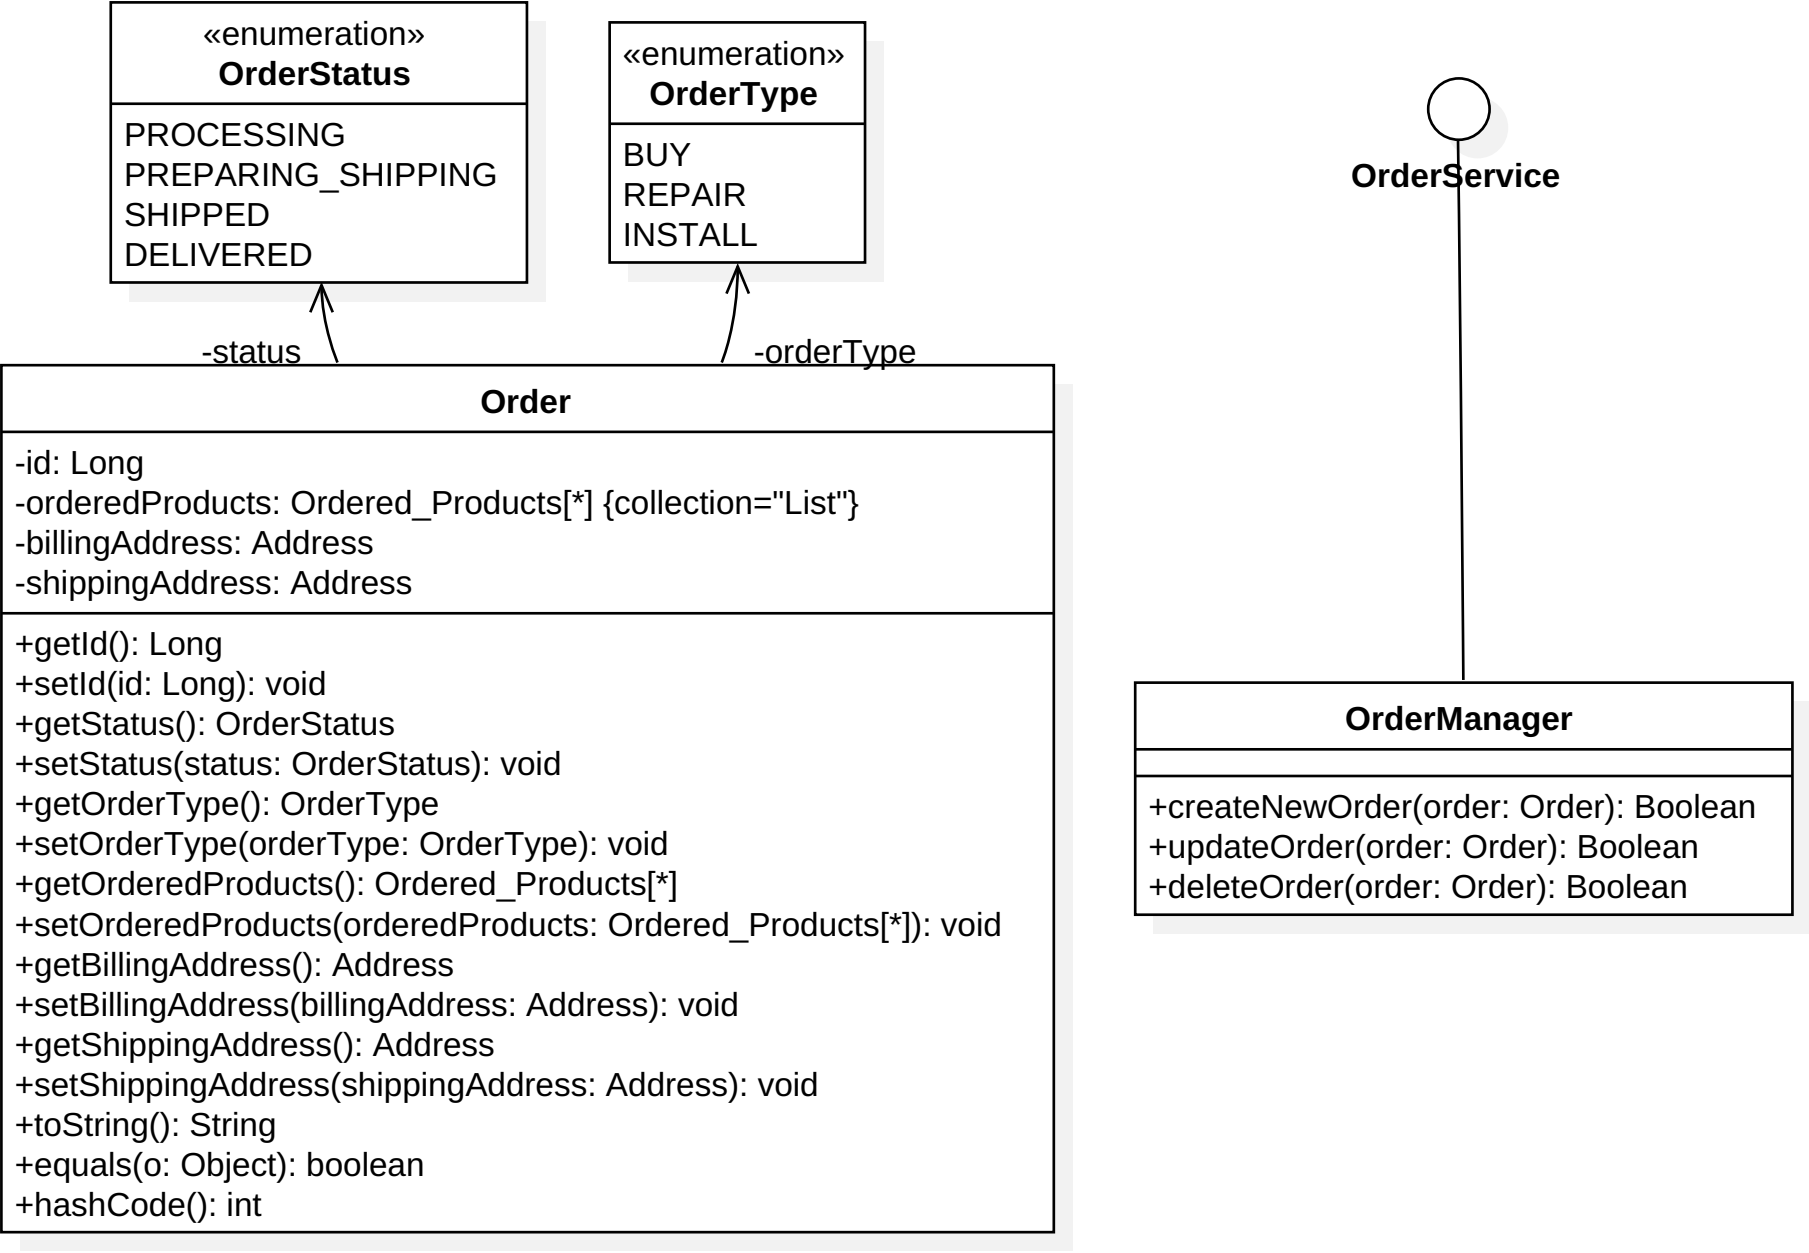 «enumeration»
OrderStatus
PROCESSING
PREPARING_SHIPPING
SHIPPED
DELIVERED
«enumeration»
OrderType
BUY
REPAIR
INSTALL
OrderService
-status
-orderType
Order
-id: Long
-orderedProducts: Ordered_Products[*] {collection="List"}
-billingAddress: Address
-shippingAddress: Address
+getId(): Long
+setId(id: Long): void
+getStatus(): OrderStatus
+setStatus(status: OrderStatus): void
+getOrderType(): OrderType
+setOrderType(orderType: OrderType): void
+getOrderedProducts(): Ordered_Products[*]
+setOrderedProducts(orderedProducts: Ordered_Products[*]): void
+getBillingAddress(): Address
+setBillingAddress(billingAddress: Address): void
+getShippingAddress(): Address
+setShippingAddress(shippingAddress: Address): void
+toString(): String
+equals(o: Object): boolean
+hashCode(): int
OrderManager
+createNewOrder(order: Order): Boolean
+updateOrder(order: Order): Boolean
+deleteOrder(order: Order): Boolean